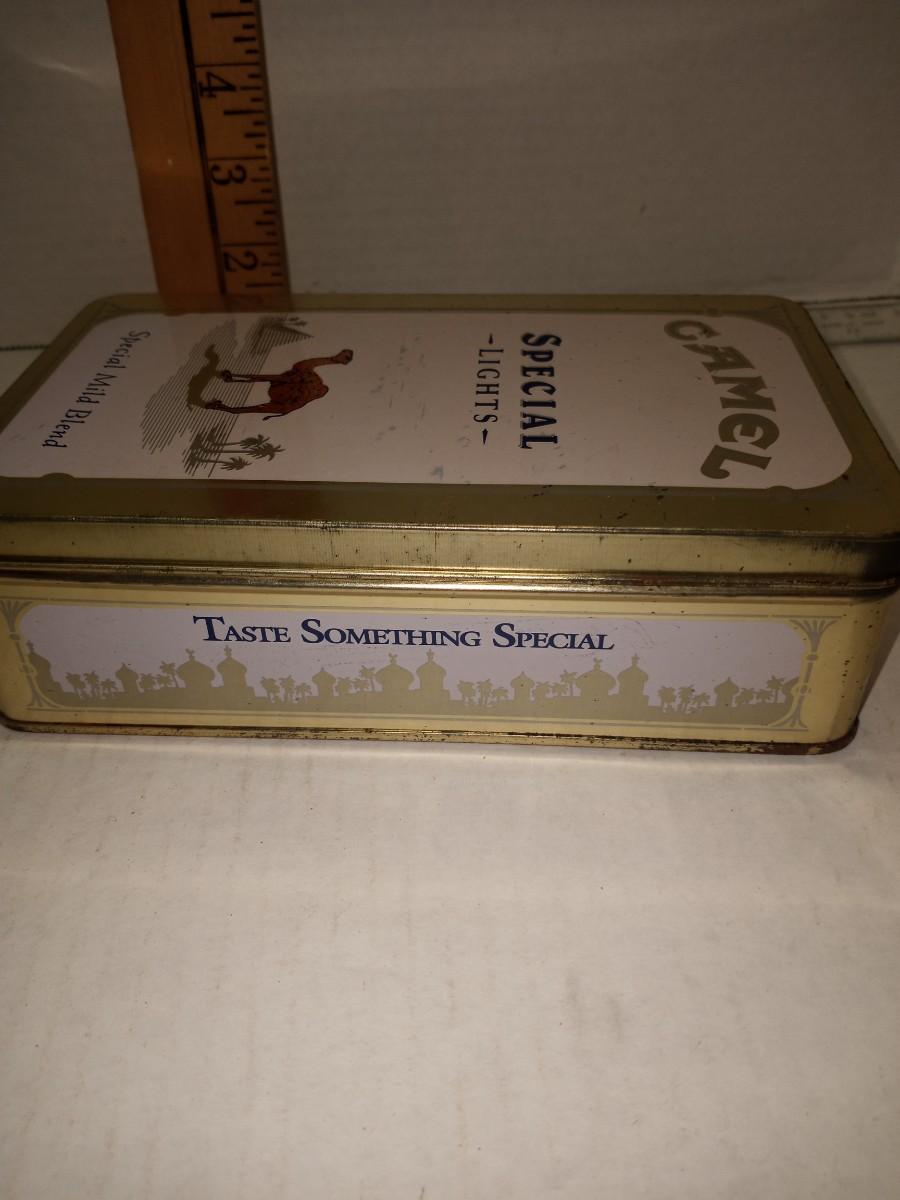 4
3
2
CAMEL
SPECIAL
LIGHTS
Special Mild Blend
TASTE SOMETHING SPECIAL